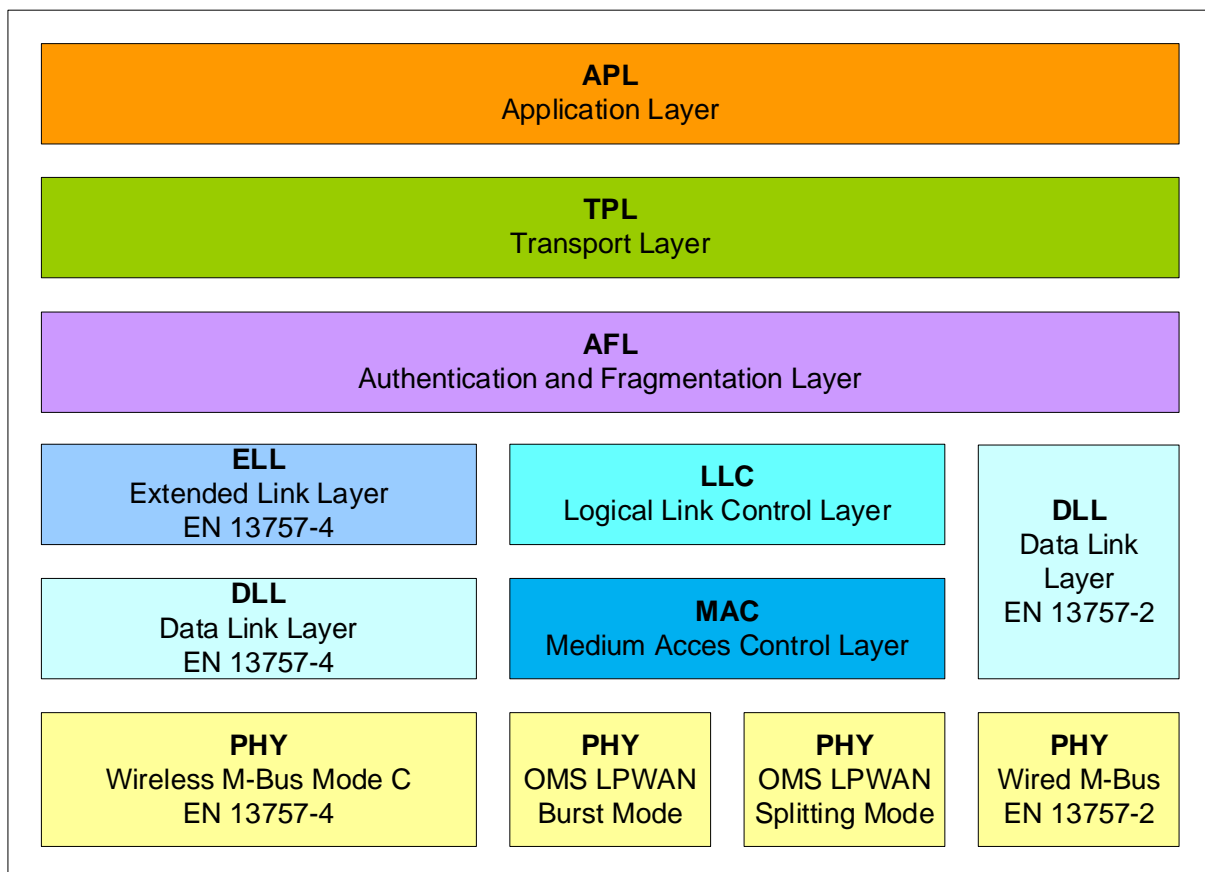 APL
Application Layer
TPL
Transport Layer
AFL
Authentication and Fragmentation Layer
ELL
Extended Link Layer
EN 13757-4
LLC
Logical Link Control Layer
DLL
Data Link
Layer
EN 13757-2
DLL
Data Link Layer
EN 13757-4
MAC
Medium Acces Control Layer
PHY
Wireless M-Bus Mode C
EN 13757-4
PHY
OMS LPWAN
Burst Mode
PHY
OMS LPWAN
Splitting Mode
PHY
Wired M-Bus
EN 13757-2